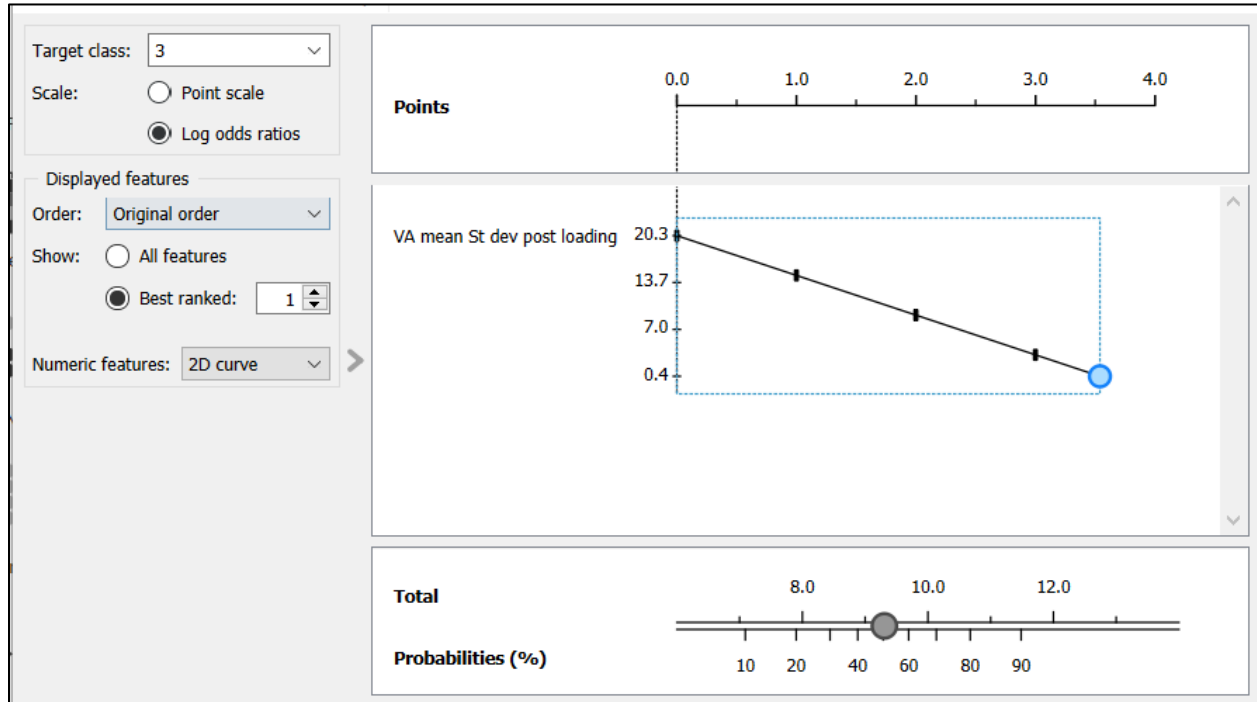 Target class: 3
Scale: Point scale
Log odds ratios
Displayed features
Order: Original order
Show: All features
Best ranked: 1
Numeric features: 2D curve
0.0 1.0 2.0 3.0 4.0
Points
VA mean St dev post loading 20.3
13.7
7.0
0.4
8.0 10.0 12.0
Total
Probabilities (%)
10 20 40 60 80 90